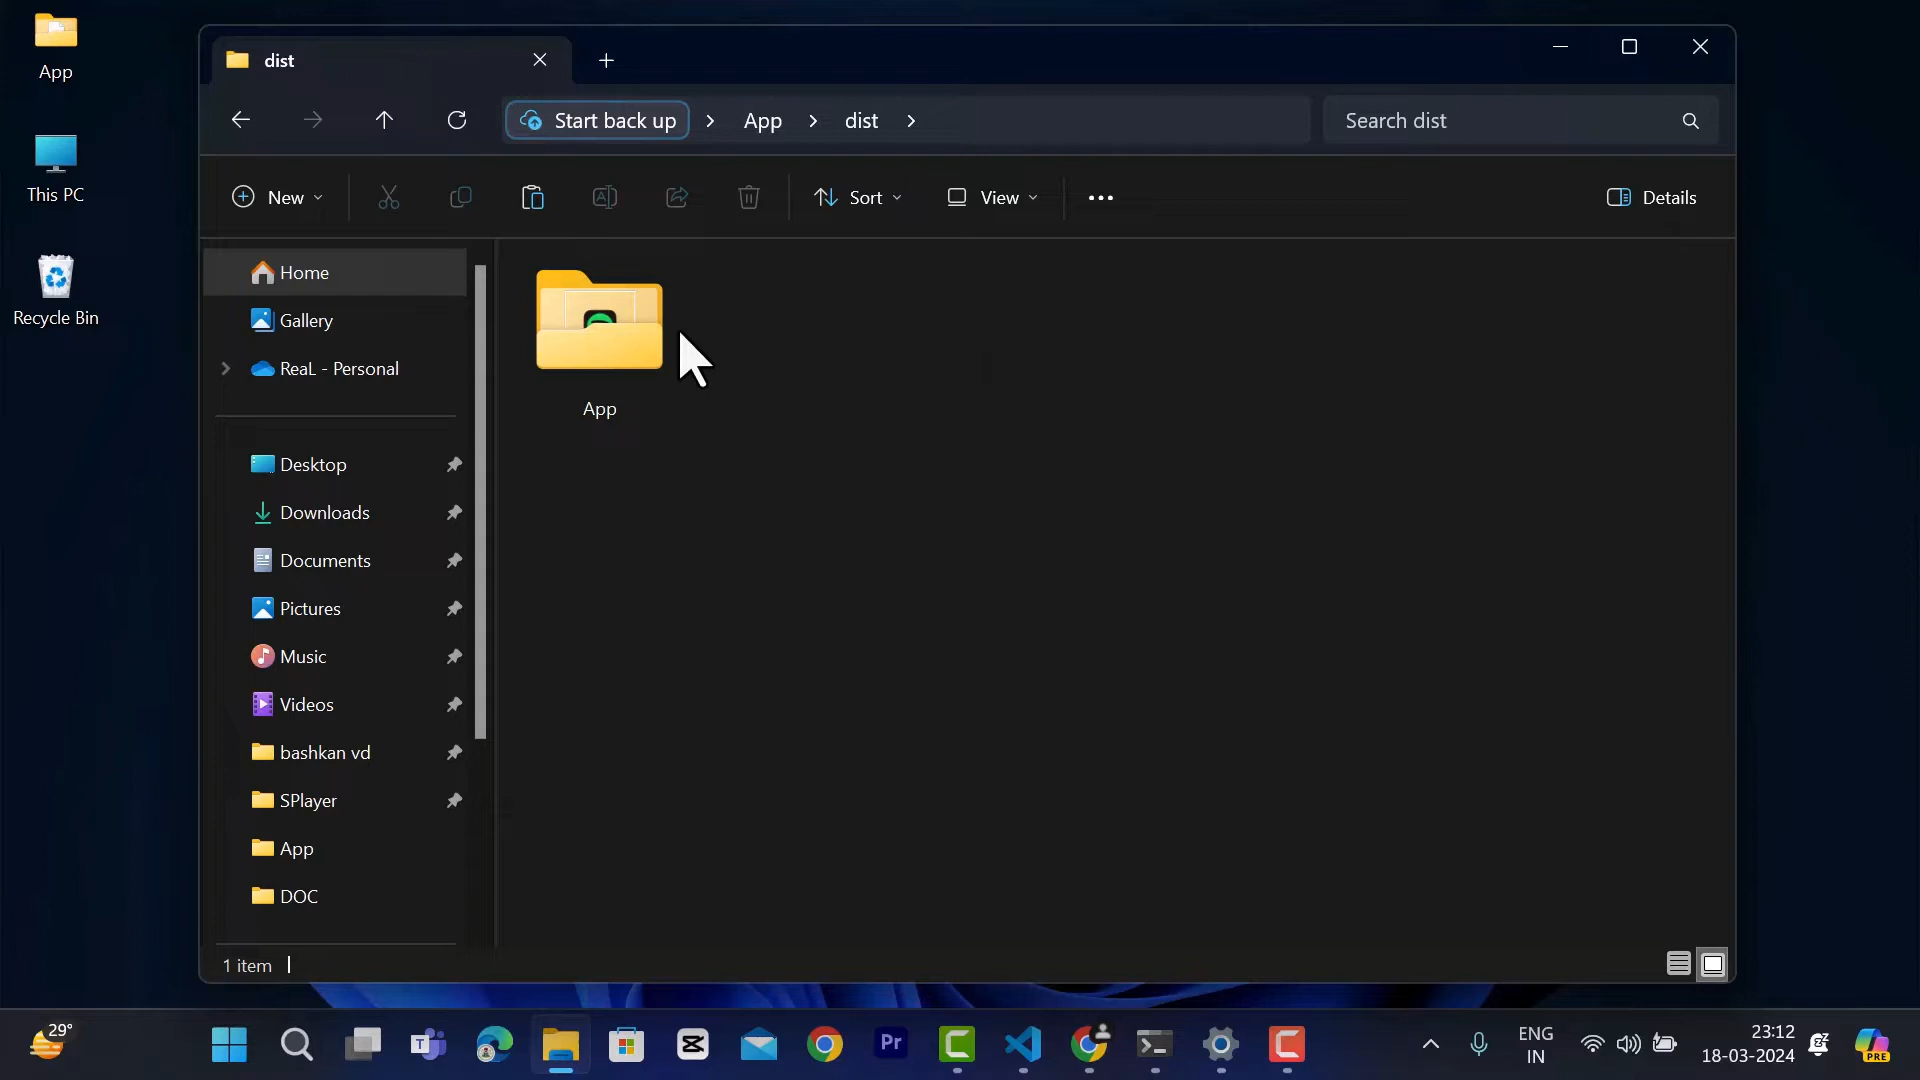 App
This PC
Recycle Bin
dist
Start back up
App
dist
Search dist
New
Sort
View
Details
Home
Gallery
ReaL - Personal
Desktop
Downloads
Documents
Pictures
Music
Videos
bashkan vd
SPlayer
App
DOC
App
1 item
29°
Pr
ENG
IN
23:12
18-03-2024
PRE